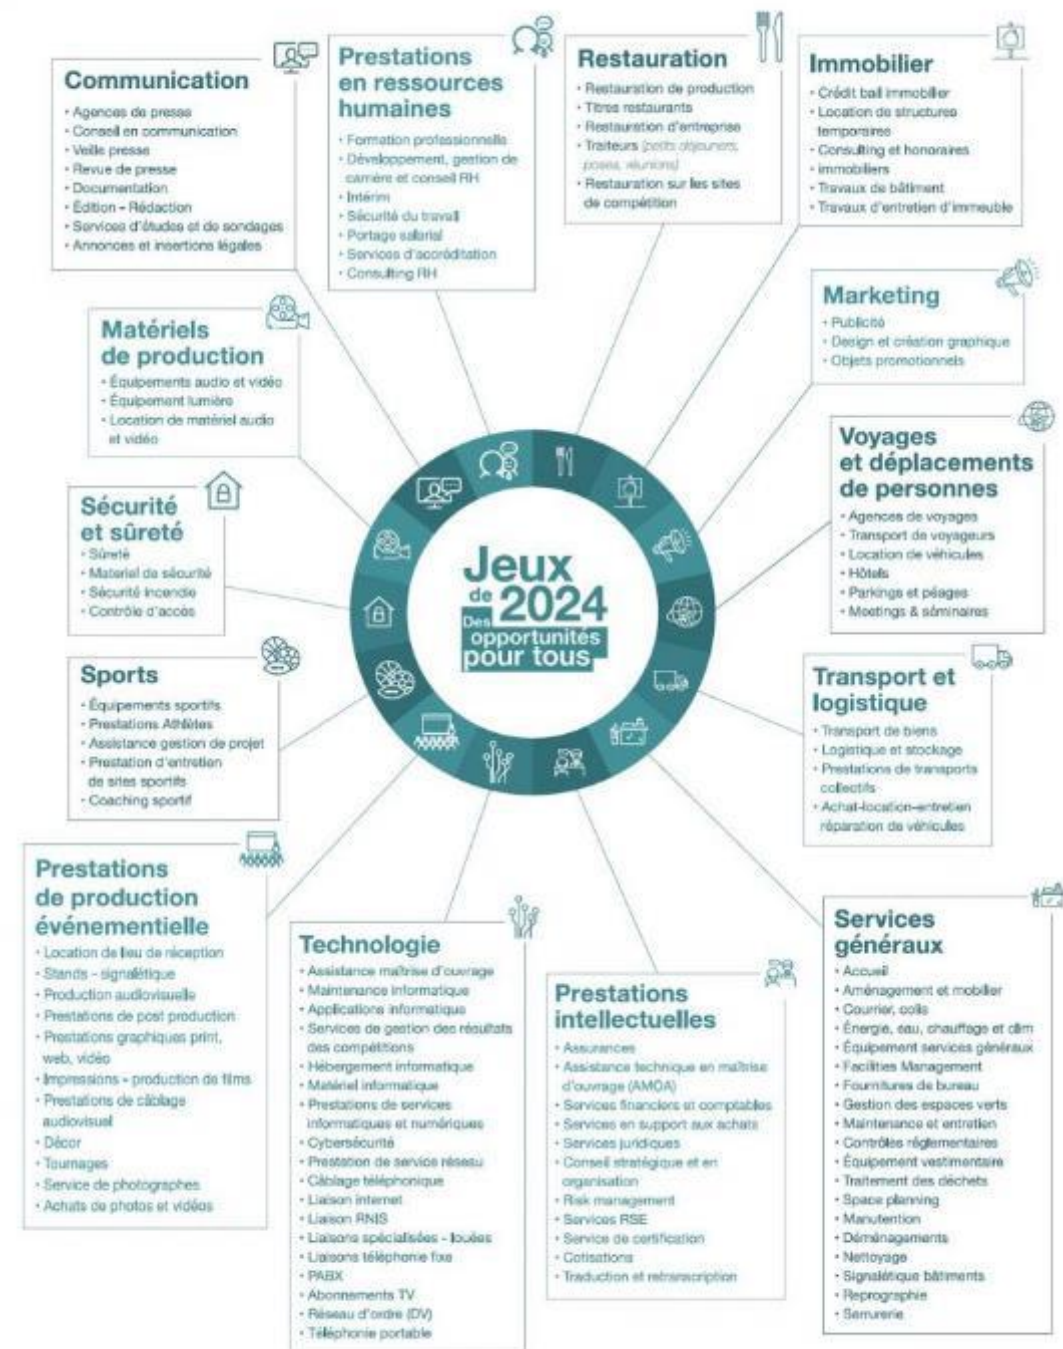 Communication
• Agences de presse
• Conseil en communication
• Veille presse
• Revue de presse
• Documentation
• Édition - Rédaction
• Services d'études et de sondages
• Annonces et insertions légales
Prestations
en ressources
humaines
• Formation professionnelle
• Développement, gestion de
carrière et conseil RH
• Intérim
• Sécurité du travail
• Portage salarial
• Services d'accréditation
• Consulting RH
Restauration
• Restauration de production
• Titres restaurants
• Restauration d'entreprise
• Traiteurs (petits déjeuners,
pauses, réunions)
• Restauration sur les sites
de compétition
Immobilier
• Crédit bail immobilier
• Location de structures
temporaires
• Consulting et honoraires
• immobiliers
• Travaux de bâtiment
• Travaux d'entretien d'immeuble
Matériels
de production
• Équipements audio et vidéo
• Équipement lumière
• Location de matériel audio
et vidéo
Marketing
• Publicité
• Design et création graphique
• Objets promotionnels
Voyages
et déplacements
de personnes
• Agences de voyages
• Transport de voyageurs
• Location de véhicules
• Hôtels
• Parkings et péages
• Meetings & séminaires
Sécurité
et sûreté
• Sûreté
• Materiel de sécurité
• Sécurité incendie
• Contrôle d'accès
Jeux
de 2024
Des
opportunités
pour tous
Sports
• Équipements sportifs
• Prestations Athlètes
• Assistance gestion de projet
• Prestation d'entretien
de sites sportifs
• Coaching sportif
Transport et
logistique
• Transport de biens
• Logistique et stockage
• Prestations de transports
collectifs
• Achat-location-entretien
réparation de véhicules
Prestations
de production
événementielle
• Location de lieu de réception
• Stands - signalétique
• Production audiovisuelle
• Prestations de post production
• Prestations graphiques print,
web, vidéo
• Impressions - production de films
• Prestations de câblage
audiovisuel
• Décor
• Tournages
• Service de photographes
• Achats de photos et vidéos
Technologie
• Assistance maîtrise d'ouvrage
• Maintenance informatique
• Applications informatique
• Services de gestion des résultats
des compétitions
• Hébergement informatique
• Matériel informatique
• Prestations de services
informatiques et numériques
• Cybersécurité
• Prestation de service réseau
• Câblage téléphonique
• Liaison internet
• Liaison RNIS
• Liaisons spécialisées - louées
• Liaisons téléphonie fixe
• PABX
• Abonnements TV
• Réseau d'ordre (DV)
• Téléphonie portable
Prestations
intellectuelles
• Assurances
• Assistance technique en maîtrise
d'ouvrage (AMOA)
• Services financiers et comptables
• Services en support aux achats
• Services juridiques
• Conseil stratégique et en
organisation
• Risk management
• Services RSE
• Service de certification
• Cotisations
• Traduction et retranscription
Services
généraux
• Accueil
• Aménagement et mobilier
• Courrier, colis
• Énergie, eau, chauffage et clim
• Équipement services généraux
• Facilities Management
• Fournitures de bureau
• Gestion des espaces verts
• Maintenance et entretien
• Contrôles réglementaires
• Équipement vestimentaire
• Traitement des déchets
• Space planning
• Manutention
• Déménagements
• Nettoyage
• Signalétique bâtiments
• Reprographie
• Serrurerie